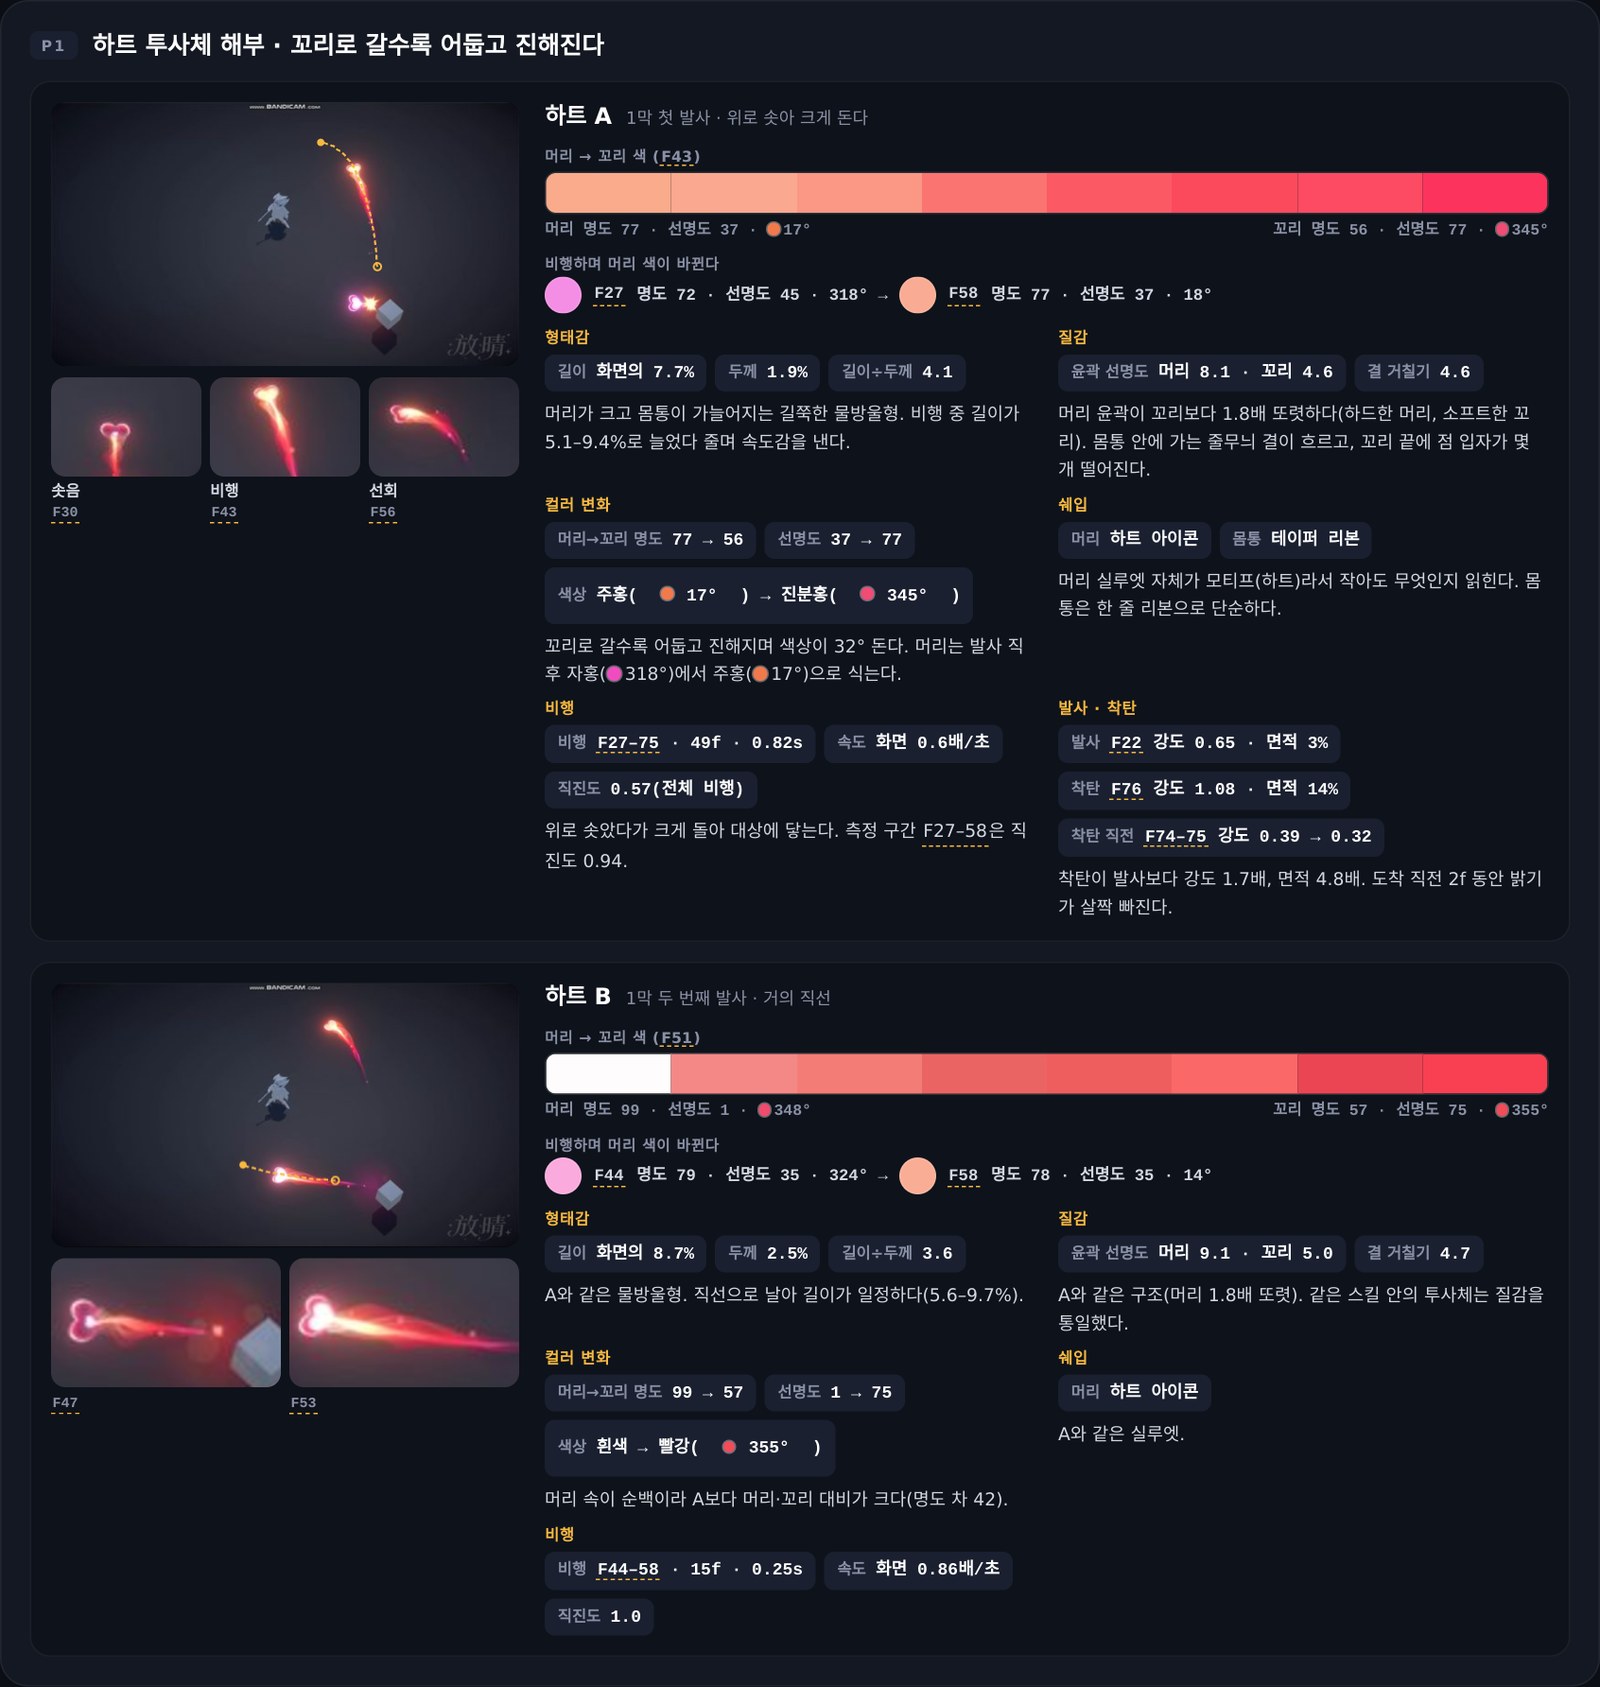 P1 하트 투사체 해부 · 꼬리로 갈수록 어둡고 진해진다
www.BANDICAM.com
放晴
솟음
F30
비행
F43
선회
F56
하트 A 1막 첫 발사 · 위로 솟아 크게 돈다
머리 → 꼬리 색 (F43)
머리 명도 77 · 선명도 37 · 17°
꼬리 명도 56 · 선명도 77 · 345°
비행하며 머리 색이 바뀐다
F27 명도 72 · 선명도 45 · 318° → F58 명도 77 · 선명도 37 · 18°
형태감
길이 화면의 7.7% 두께 1.9% 길이÷두께 4.1
머리가 크고 몸통이 가늘어지는 길쭉한 물방울형. 비행 중 길이가
5.1–9.4%로 늘었다 줄며 속도감을 낸다.
질감
윤곽 선명도 머리 8.1 · 꼬리 4.6 결 거칠기 4.6
머리 윤곽이 꼬리보다 1.8배 또렷하다(하드한 머리, 소프트한 꼬
리). 몸통 안에 가는 줄무늬 결이 흐르고, 꼬리 끝에 점 입자가 몇
개 떨어진다.
컬러 변화
머리→꼬리 명도 77 → 56 선명도 37 → 77
색상 주홍( 17° ) → 진분홍( 345° )
꼬리로 갈수록 어둡고 진해지며 색상이 32° 돈다. 머리는 발사 직
후 자홍(318°)에서 주홍(17°)으로 식는다.
쉐입
머리 하트 아이콘 몸통 테이퍼 리본
머리 실루엣 자체가 모티프(하트)라서 작아도 무엇인지 읽힌다. 몸
통은 한 줄 리본으로 단순하다.
비행
비행 F27–75 · 49f · 0.82s 속도 화면 0.6배/초
직진도 0.57(전체 비행)
위로 솟았다가 크게 돌아 대상에 닿는다. 측정 구간 F27–58은 직
진도 0.94.
발사 · 착탄
발사 F22 강도 0.65 · 면적 3%
착탄 F76 강도 1.08 · 면적 14%
착탄 직전 F74–75 강도 0.39 → 0.32
착탄이 발사보다 강도 1.7배, 면적 4.8배. 도착 직전 2f 동안 밝기
가 살짝 빠진다.
www.BANDICAM.com
放晴
F47
F53
하트 B 1막 두 번째 발사 · 거의 직선
머리 → 꼬리 색 (F51)
머리 명도 99 · 선명도 1 · 348°
꼬리 명도 57 · 선명도 75 · 355°
비행하며 머리 색이 바뀐다
F44 명도 79 · 선명도 35 · 324° → F58 명도 78 · 선명도 35 · 14°
형태감
길이 화면의 8.7% 두께 2.5% 길이÷두께 3.6
A와 같은 물방울형. 직선으로 날아 길이가 일정하다(5.6–9.7%).
질감
윤곽 선명도 머리 9.1 · 꼬리 5.0 결 거칠기 4.7
A와 같은 구조(머리 1.8배 또렷). 같은 스킬 안의 투사체는 질감을
통일했다.
컬러 변화
머리→꼬리 명도 99 → 57 선명도 1 → 75
색상 흰색 → 빨강( 355° )
머리 속이 순백이라 A보다 머리·꼬리 대비가 크다(명도 차 42).
쉐입
머리 하트 아이콘
A와 같은 실루엣.
비행
비행 F44–58 · 15f · 0.25s 속도 화면 0.86배/초
직진도 1.0